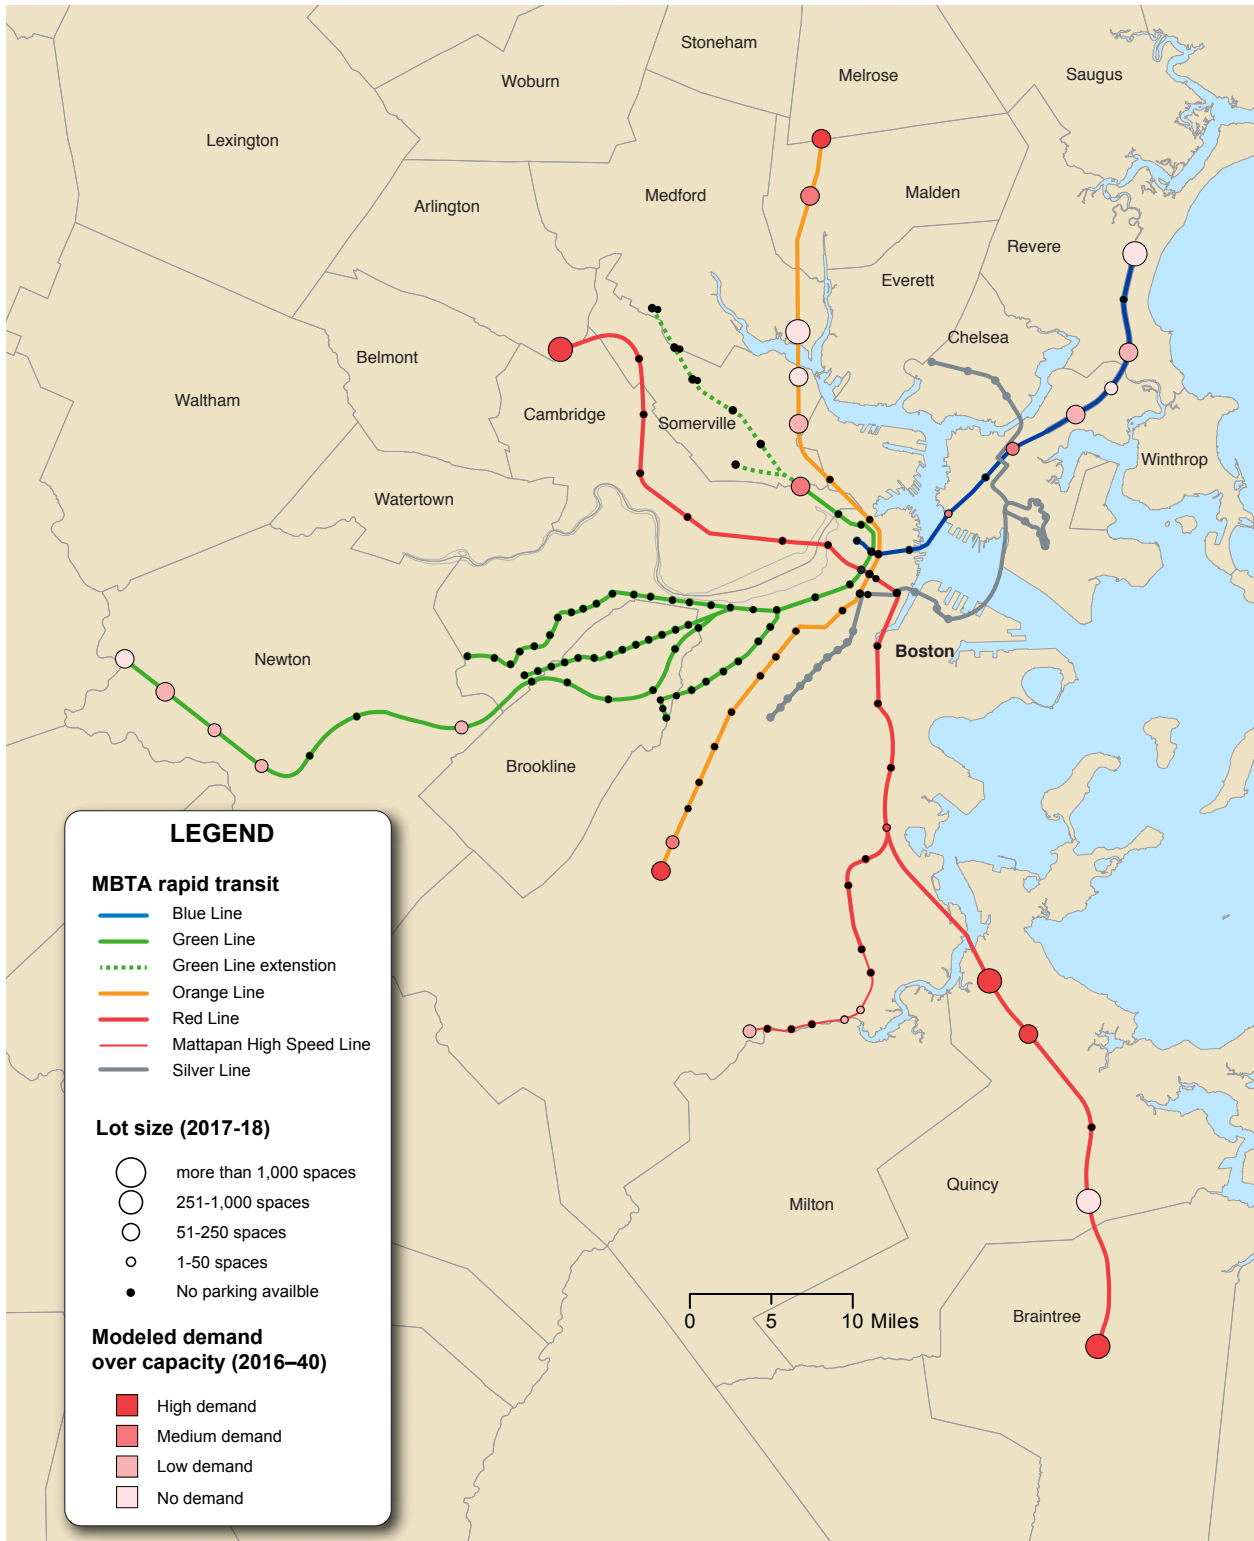 Stoneham
Melrose
Saugus
Woburn
Lexington
Medford
Malden
Arlington
Revere
Everett
Chelsea
Belmont
Waltham
Cambridge
Somerville
Winthrop
Watertown
Newton
Boston
Brookline
LEGEND
MBTA rapid transit
Blue Line
Green Line
Green Line extenstion
Orange Line
Red Line
Mattapan High Speed Line
Silver Line
Lot size (2017-18)
more than 1,000 spaces
251-1,000 spaces
51-250 spaces
1-50 spaces
No parking availble
Modeled demand
over capacity (2016–40)
High demand
Medium demand
Low demand
No demand
Quincy
Milton
Braintree
0 5 10 Miles